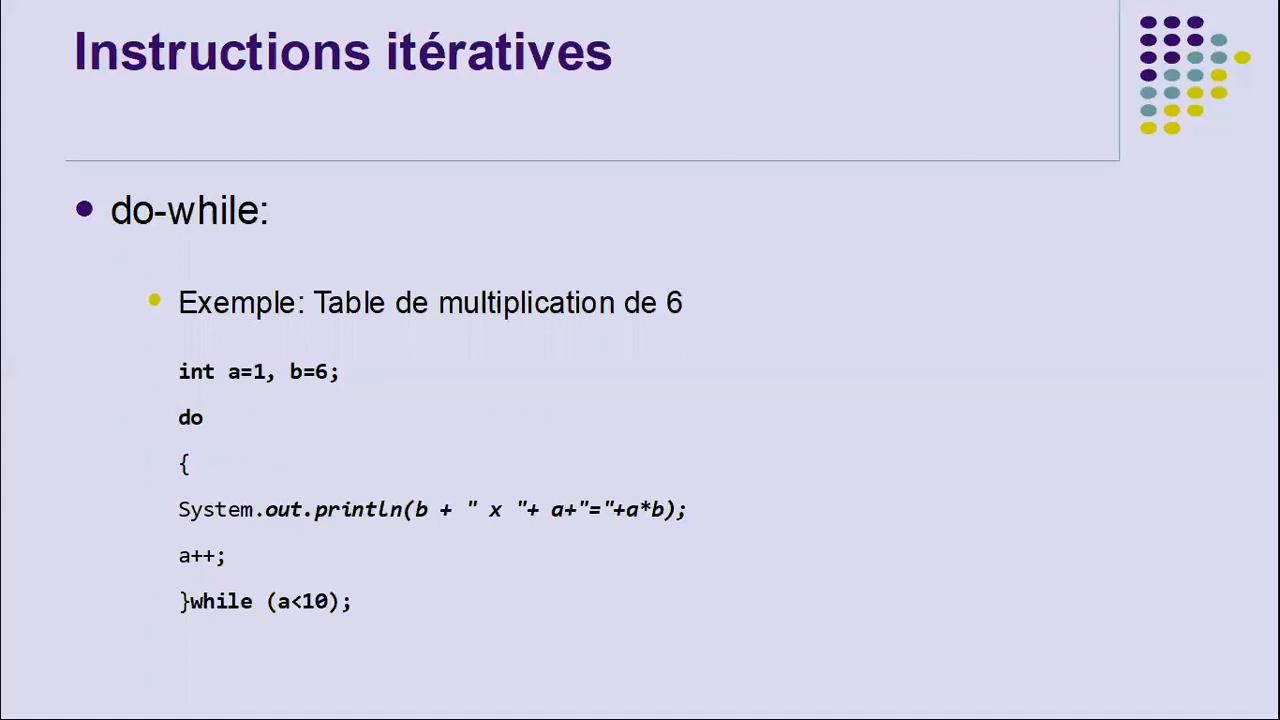 Instructions itératives
do-while:
Exemple: Table de multiplication de 6
int a=1, b=6;
do
{
System.out.println(b + " x "+ a+"="+a*b);
a++;
}while (a<10);